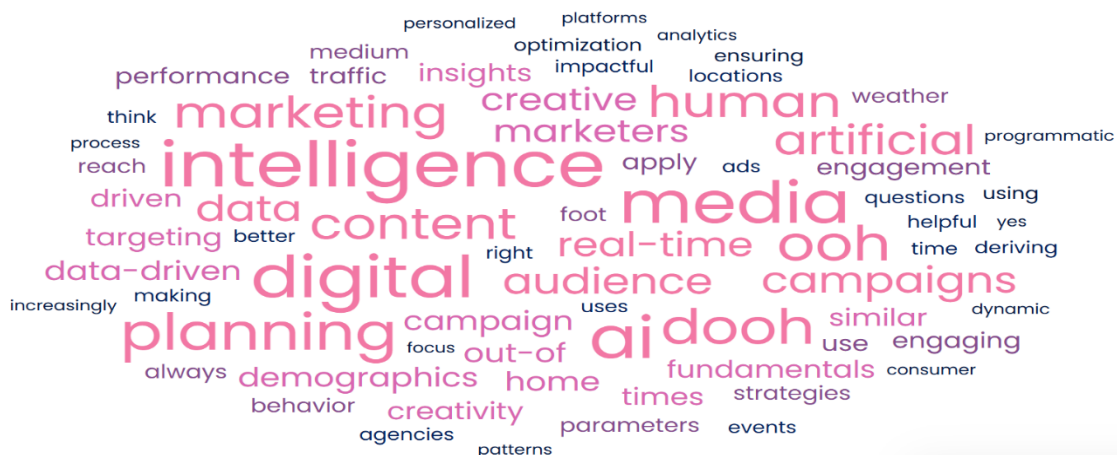 personalized platforms
medium optimization analytics
performance traffic insights impactful ensuring
locations
think marketing creative human weather
process marketers artificial programmatic
reach intelligence apply ads engagement
driven data content foot media questions using
targeting better right real-time ooh helpful yes
data-driven digital audience time deriving
increasingly making uses campaigns dynamic
planning campaign ai dooh similar
focus out-of use engaging
always demographics home fundamentals consumer
behavior creativity times strategies
agencies parameters events
patterns